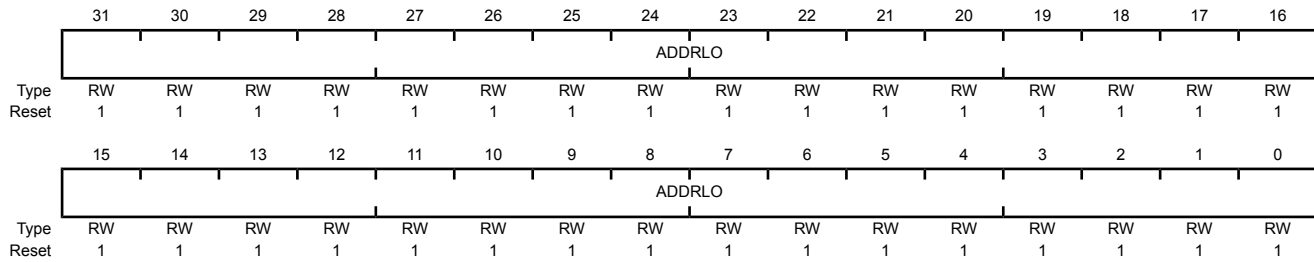 31 30 29 28 27 26 25 24 23 22 21 20 19 18 17 16
ADDRLO
Type RW RW RW RW RW RW RW RW RW RW RW RW RW RW RW RW
Reset 1 1 1 1 1 1 1 1 1 1 1 1 1 1 1 1
15 14 13 12 11 10 9 8 7 6 5 4 3 2 1 0
ADDRLO
Type RW RW RW RW RW RW RW RW RW RW RW RW RW RW RW RW
Reset 1 1 1 1 1 1 1 1 1 1 1 1 1 1 1 1